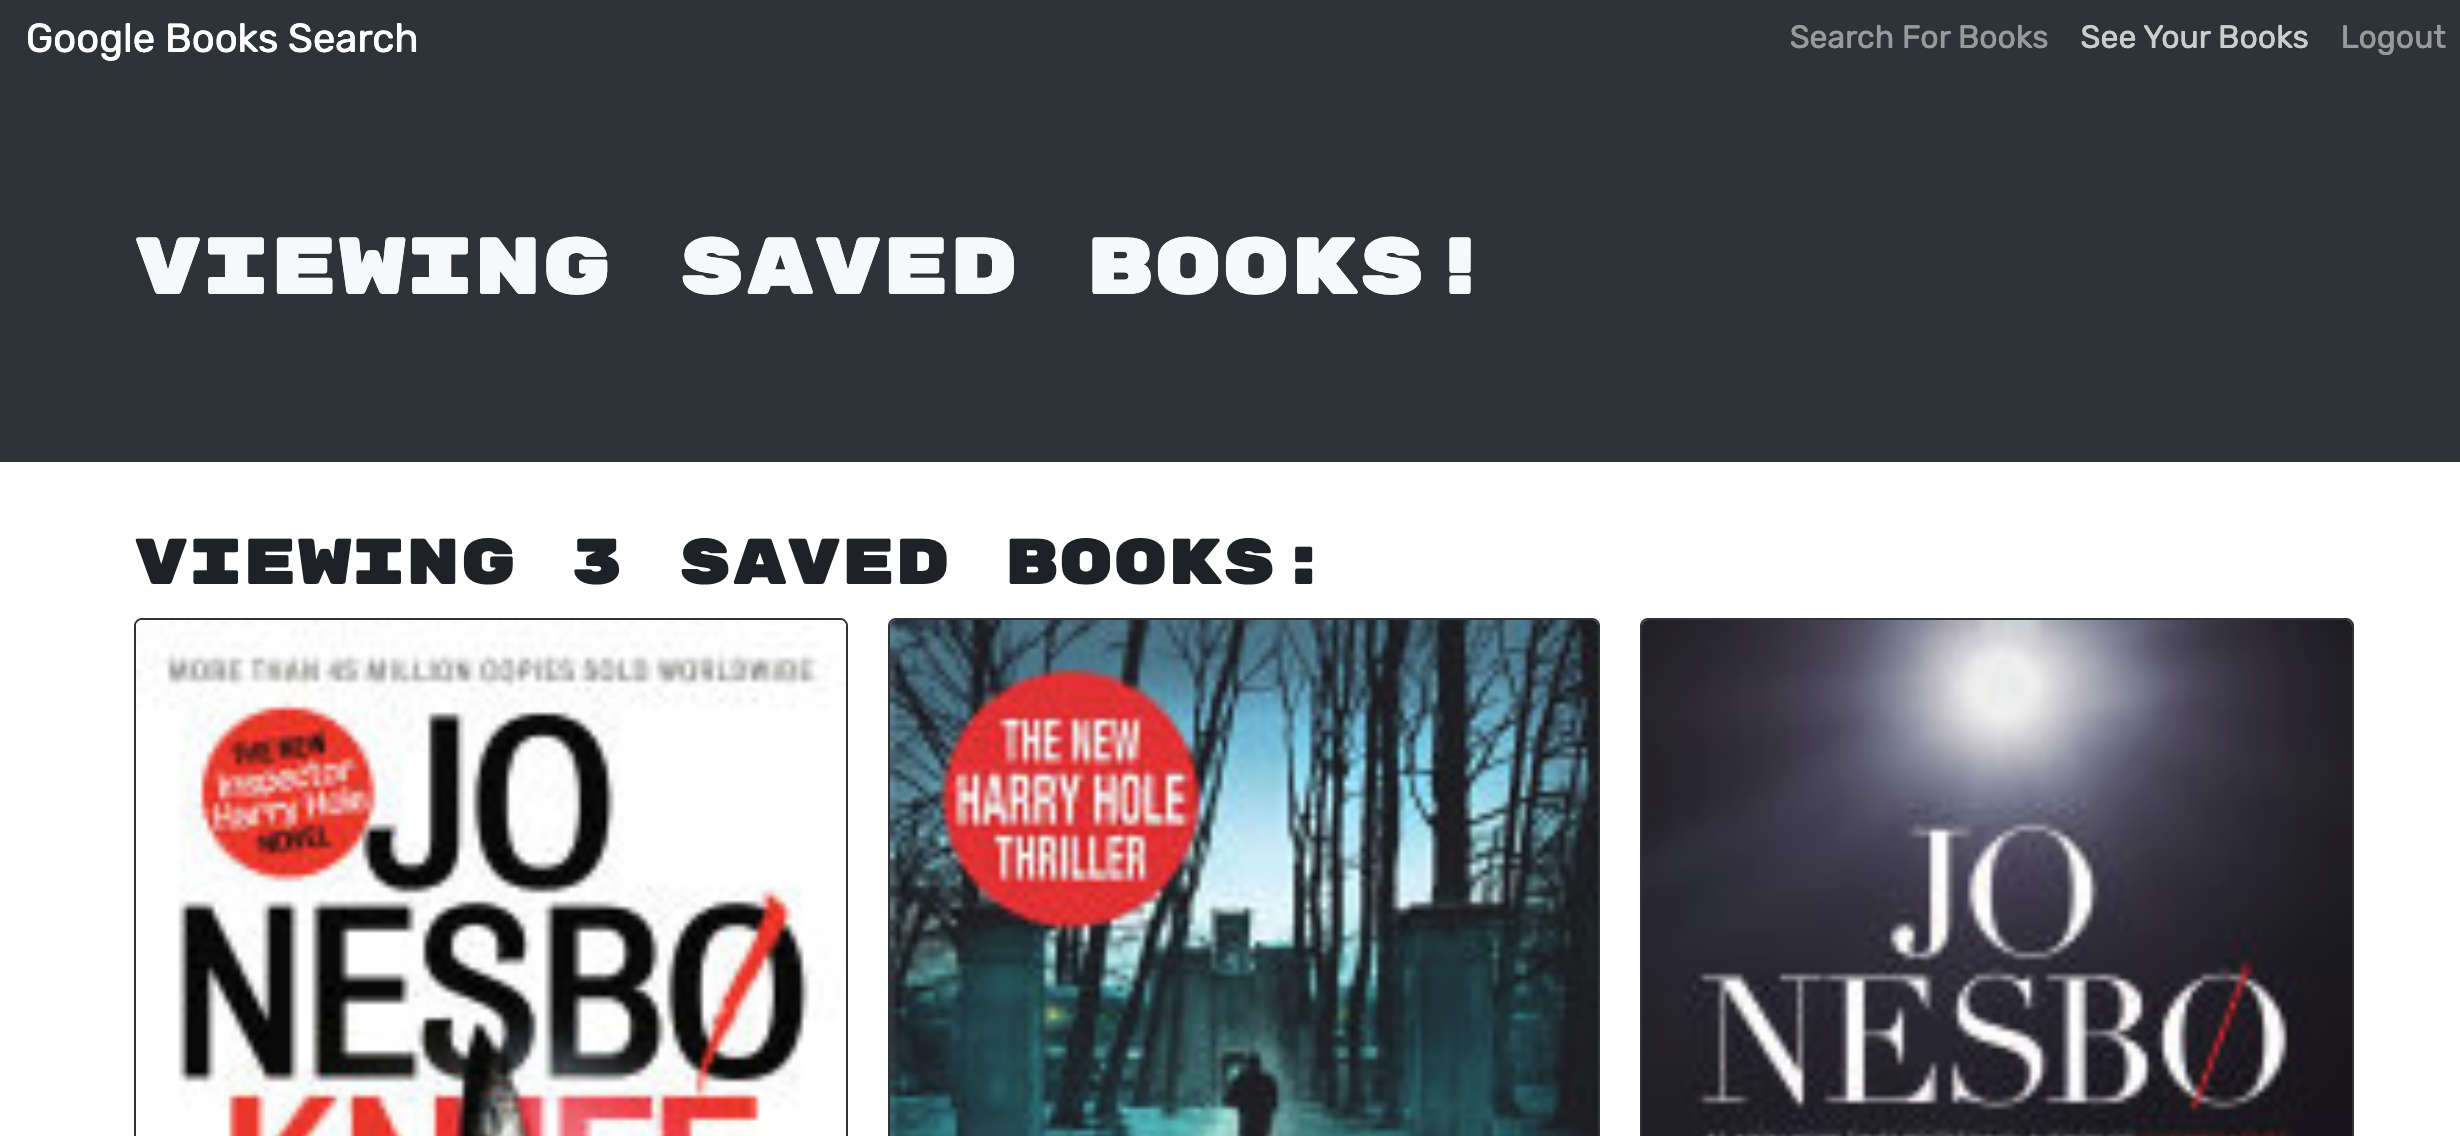 Google Books Search
Search For Books
See Your Books
Logout
VIEWING SAVED BOOKS!
VIEWING 3 SAVED BOOKS:
MORE THAN 45 MILLION COPIES SOLD WORLDWIDE
THE NEW
Inspector
Harry Hole
NOVEL
JO
NESBØ
KNIFE
THE NEW
HARRY HOLE
THRILLER
JO
NESBØ